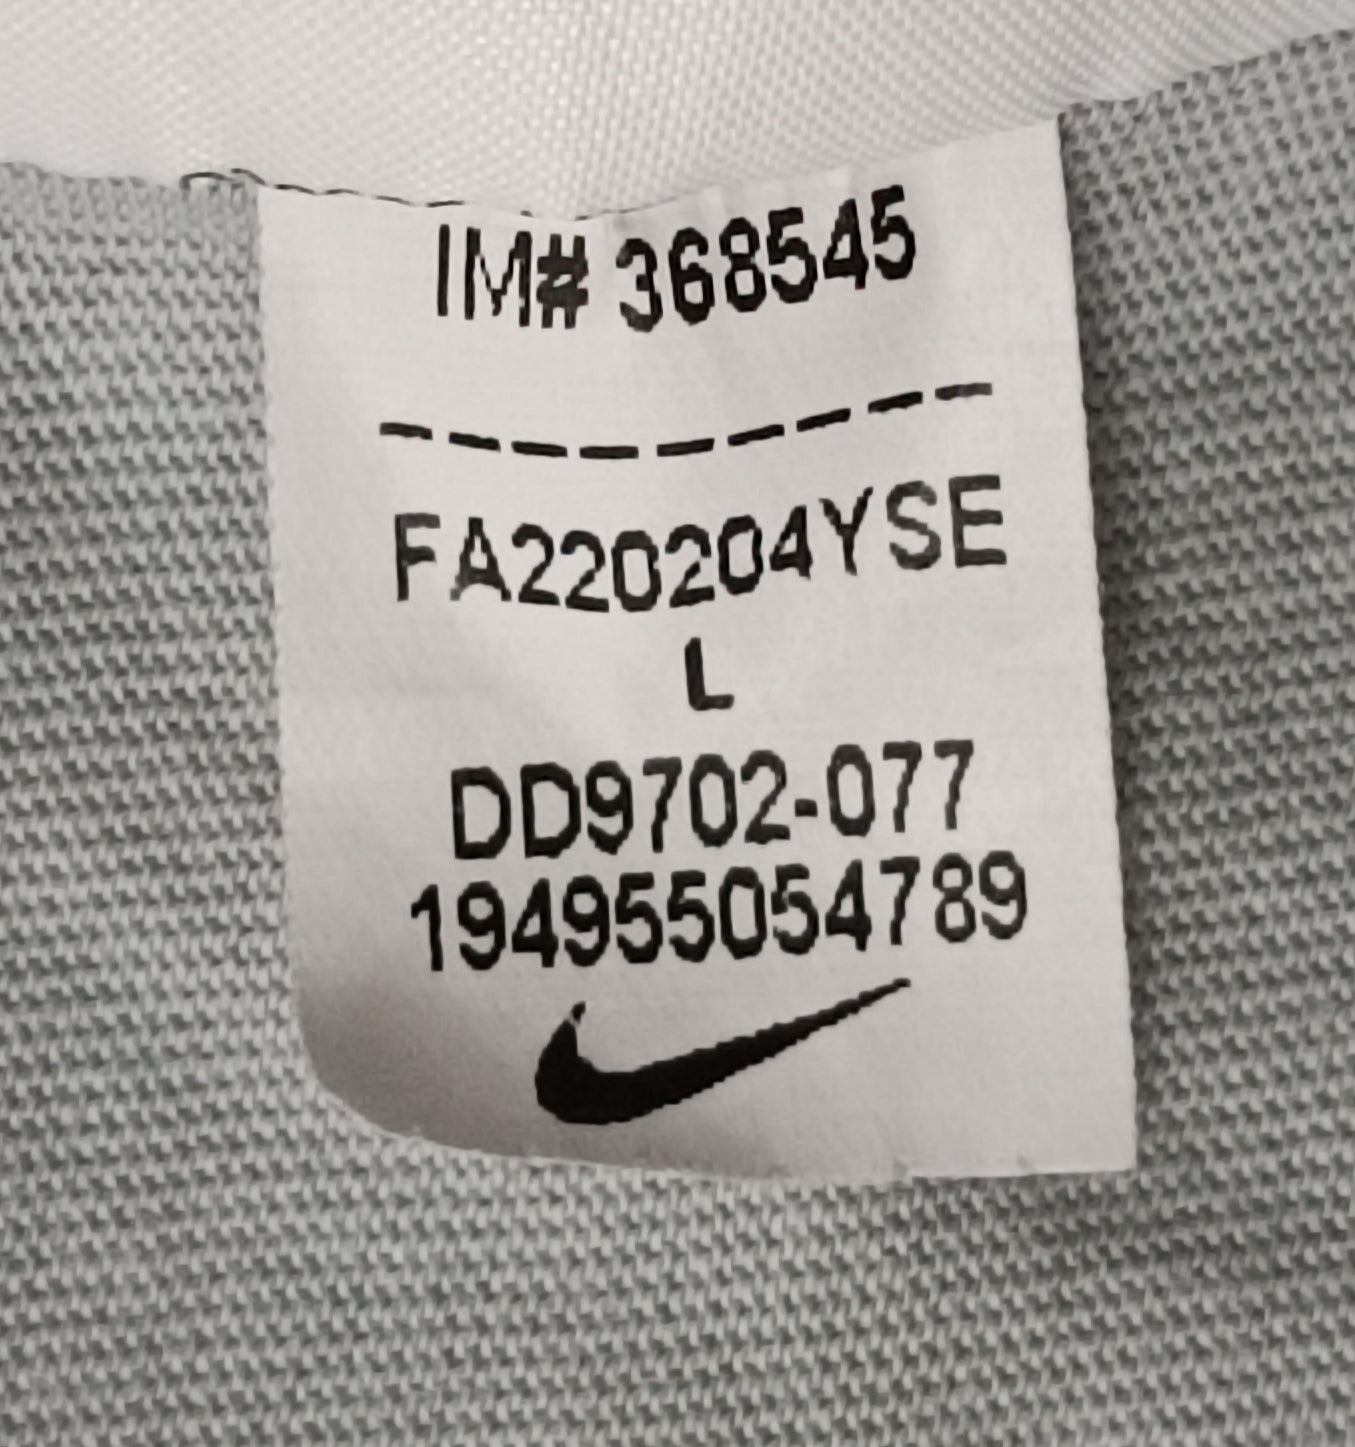 IM# 368545
---------
FA220204YSE
L
DD9702-077
194955054789